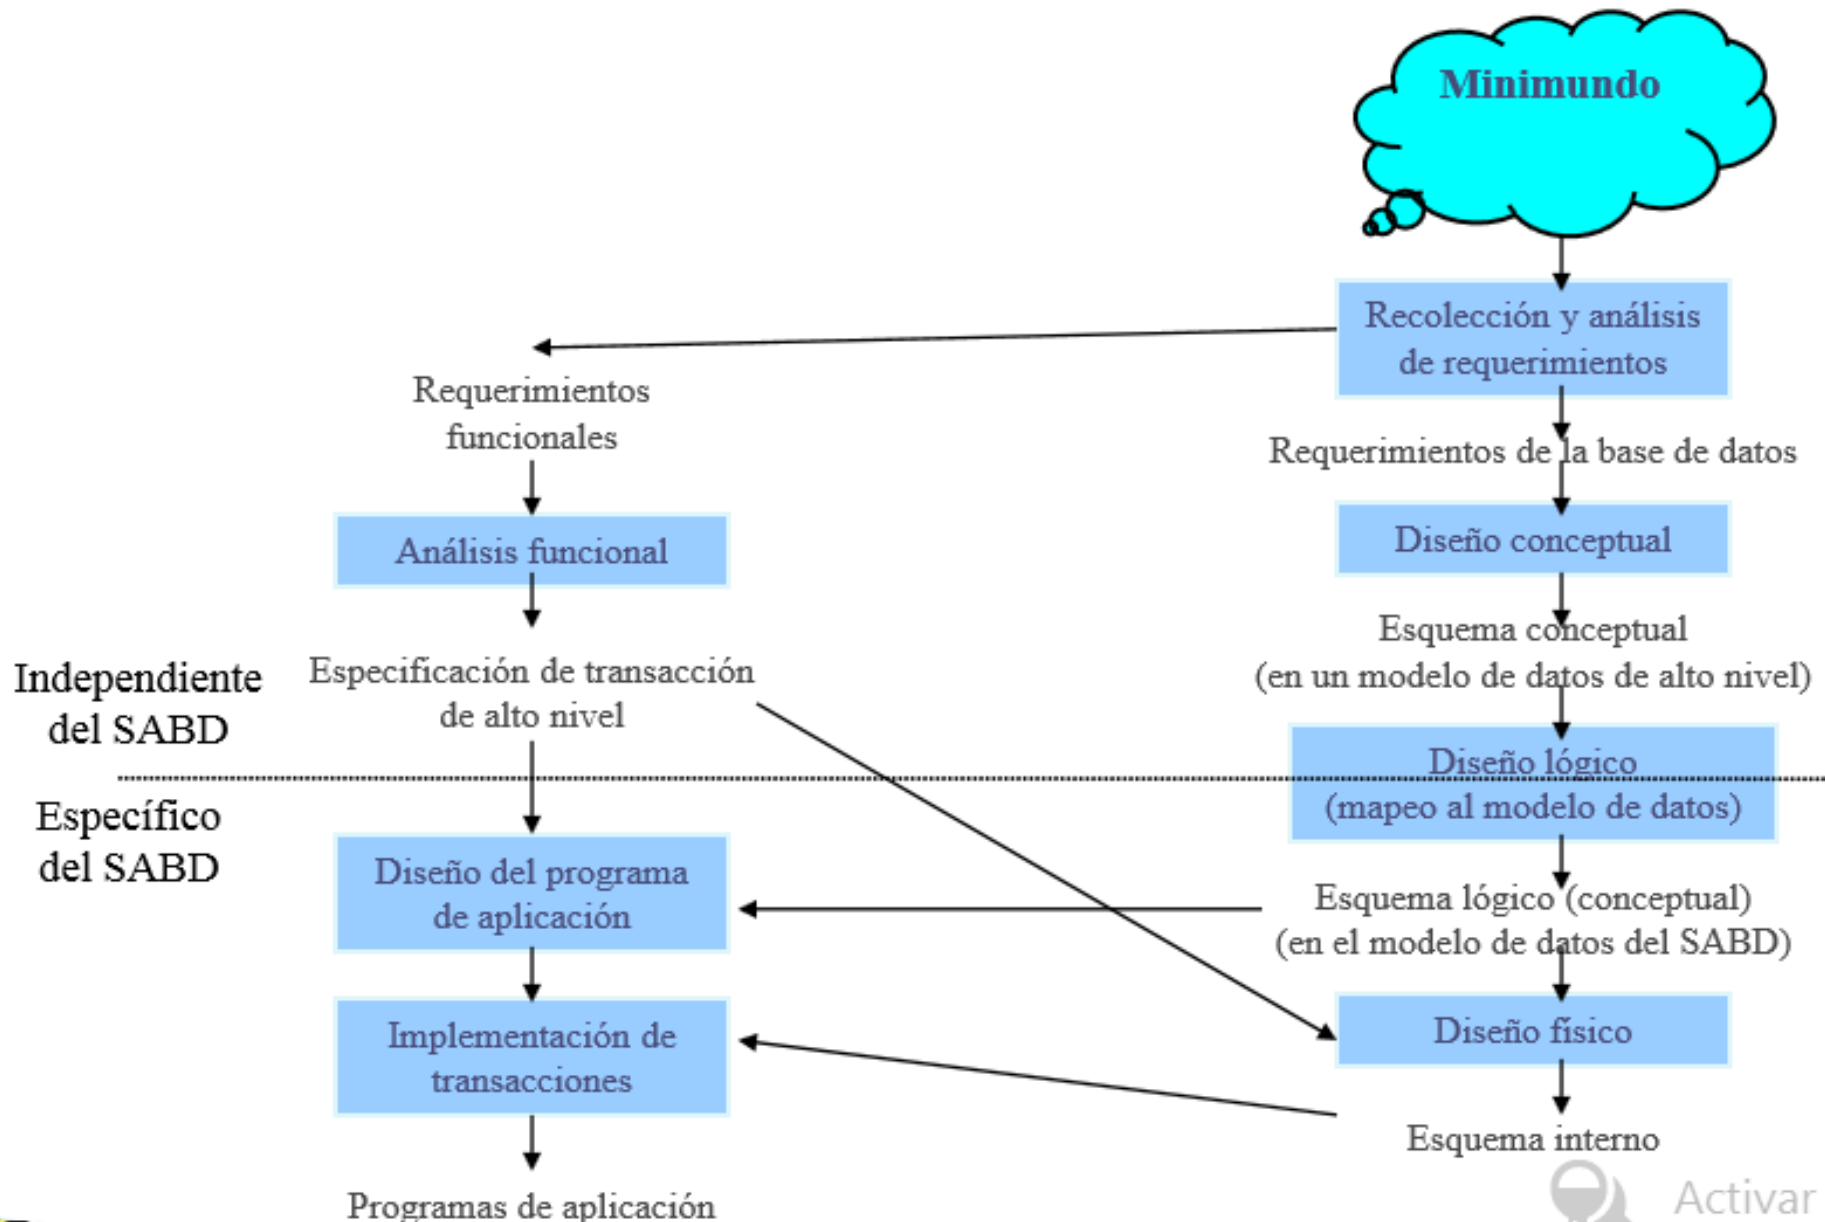 Minimundo
Recolección y análisis
de requerimientos
Requerimientos
funcionales
Requerimientos de la base de datos
Análisis funcional
Diseño conceptual
Esquema conceptual
(en un modelo de datos de alto nivel)
Independiente
del SABD
Especificación de transacción
de alto nivel
Diseño lógico
(mapeo al modelo de datos)
Específico
del SABD
Diseño del programa
de aplicación
Esquema lógico (conceptual)
(en el modelo de datos del SABD)
Implementación de
transacciones
Diseño físico
Esquema interno
Programas de aplicación
Activar